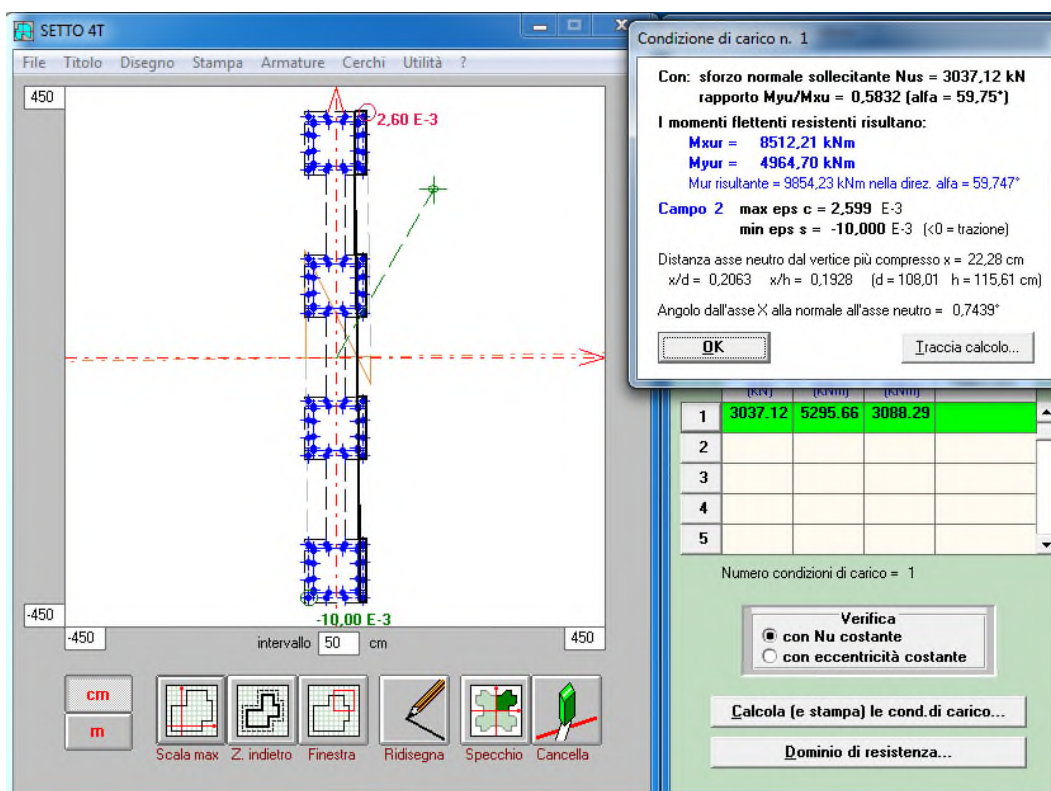 SETTO 4T
File Titolo Disegno Stampa Armature Cerchi Utilità ?
450
2,60 E-3
-10,00 E-3
-450
-450
intervallo 50 cm
450
cm
m
Scala max Z. indietro Finestra Ridisegna Specchio Cancella
Condizione di carico n. 1
Con: sforzo normale sollecitante Nus = 3037,12 kN
rapporto Myu/Mxu = 0,5832 (alfa = 59,75°)
I momenti flettenti resistenti risultano:
Mxur = 8512,21 kNm
Myur = 4964,70 kNm
Mur risultante = 9854,23 kNm nella direz. alfa = 59,747°
Campo 2 max eps c = 2,599 E-3
min eps s = -10,000 E-3 (<0 = trazione)
Distanza asse neutro dal vertice più compresso x = 22,28 cm
x/d = 0,2063 x/h = 0,1928 (d = 108,01 h = 115,61 cm)
Angolo dall'asse X alla normale all'asse neutro = 0,7439°
OK
Traccia calcolo...
(kN) (kNm) (kNm)
1 3037.12 5295.66 3088.29
2
3
4
5
Numero condizioni di carico = 1
Verifica
con Nu costante
con eccentricità costante
Calcola (e stampa) le cond.di carico...
Dominio di resistenza...